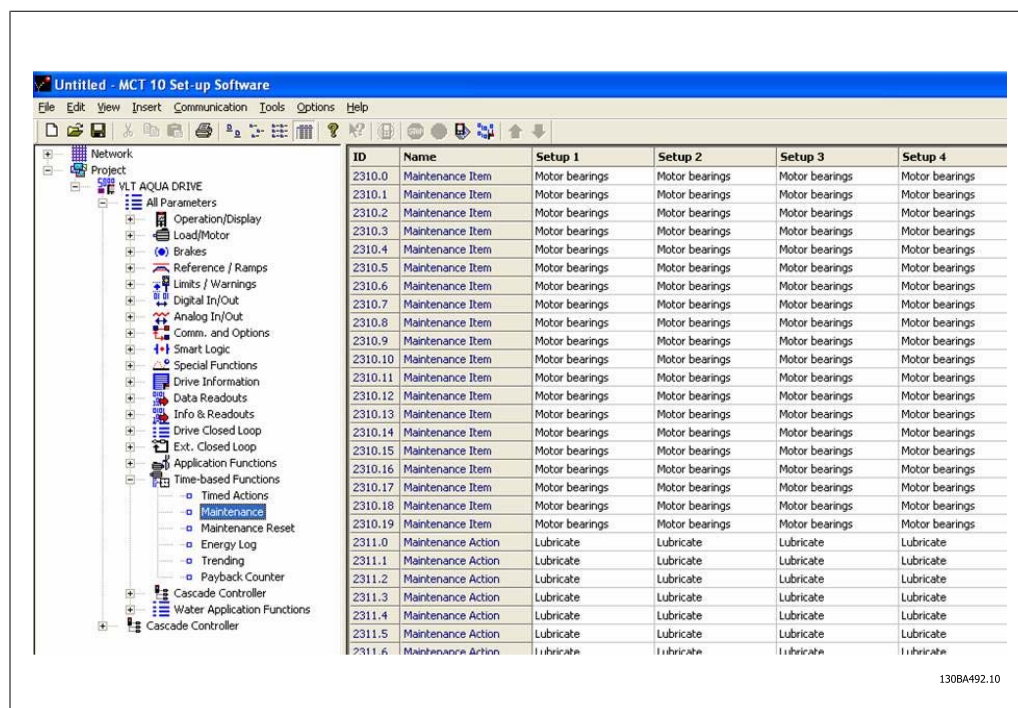 Untitled - MCT 10 Set-up Software
File Edit View Insert Communication Tools Options Help
Network
Project
VLT AQUA DRIVE
All Parameters
Operation/Display
Load/Motor
Brakes
Reference / Ramps
Limits / Warnings
Digital In/Out
Analog In/Out
Comm. and Options
Smart Logic
Special Functions
Drive Information
Data Readouts
Info & Readouts
Drive Closed Loop
Ext. Closed Loop
Application Functions
Time-based Functions
Timed Actions
Maintenance
Maintenance Reset
Energy Log
Trending
Payback Counter
Cascade Controller
Water Application Functions
Cascade Controller
ID Name Setup 1 Setup 2 Setup 3 Setup 4
2310.0 Maintenance Item Motor bearings Motor bearings Motor bearings Motor bearings
2310.1 Maintenance Item Motor bearings Motor bearings Motor bearings Motor bearings
2310.2 Maintenance Item Motor bearings Motor bearings Motor bearings Motor bearings
2310.3 Maintenance Item Motor bearings Motor bearings Motor bearings Motor bearings
2310.4 Maintenance Item Motor bearings Motor bearings Motor bearings Motor bearings
2310.5 Maintenance Item Motor bearings Motor bearings Motor bearings Motor bearings
2310.6 Maintenance Item Motor bearings Motor bearings Motor bearings Motor bearings
2310.7 Maintenance Item Motor bearings Motor bearings Motor bearings Motor bearings
2310.8 Maintenance Item Motor bearings Motor bearings Motor bearings Motor bearings
2310.9 Maintenance Item Motor bearings Motor bearings Motor bearings Motor bearings
2310.10 Maintenance Item Motor bearings Motor bearings Motor bearings Motor bearings
2310.11 Maintenance Item Motor bearings Motor bearings Motor bearings Motor bearings
2310.12 Maintenance Item Motor bearings Motor bearings Motor bearings Motor bearings
2310.13 Maintenance Item Motor bearings Motor bearings Motor bearings Motor bearings
2310.14 Maintenance Item Motor bearings Motor bearings Motor bearings Motor bearings
2310.15 Maintenance Item Motor bearings Motor bearings Motor bearings Motor bearings
2310.16 Maintenance Item Motor bearings Motor bearings Motor bearings Motor bearings
2310.17 Maintenance Item Motor bearings Motor bearings Motor bearings Motor bearings
2310.18 Maintenance Item Motor bearings Motor bearings Motor bearings Motor bearings
2310.19 Maintenance Item Motor bearings Motor bearings Motor bearings Motor bearings
2311.0 Maintenance Action Lubricate Lubricate Lubricate Lubricate
2311.1 Maintenance Action Lubricate Lubricate Lubricate Lubricate
2311.2 Maintenance Action Lubricate Lubricate Lubricate Lubricate
2311.3 Maintenance Action Lubricate Lubricate Lubricate Lubricate
2311.4 Maintenance Action Lubricate Lubricate Lubricate Lubricate
2311.5 Maintenance Action Lubricate Lubricate Lubricate Lubricate
2311.6 Maintenance Action Lubricate Lubricate Lubricate Lubricate
130BA492.10